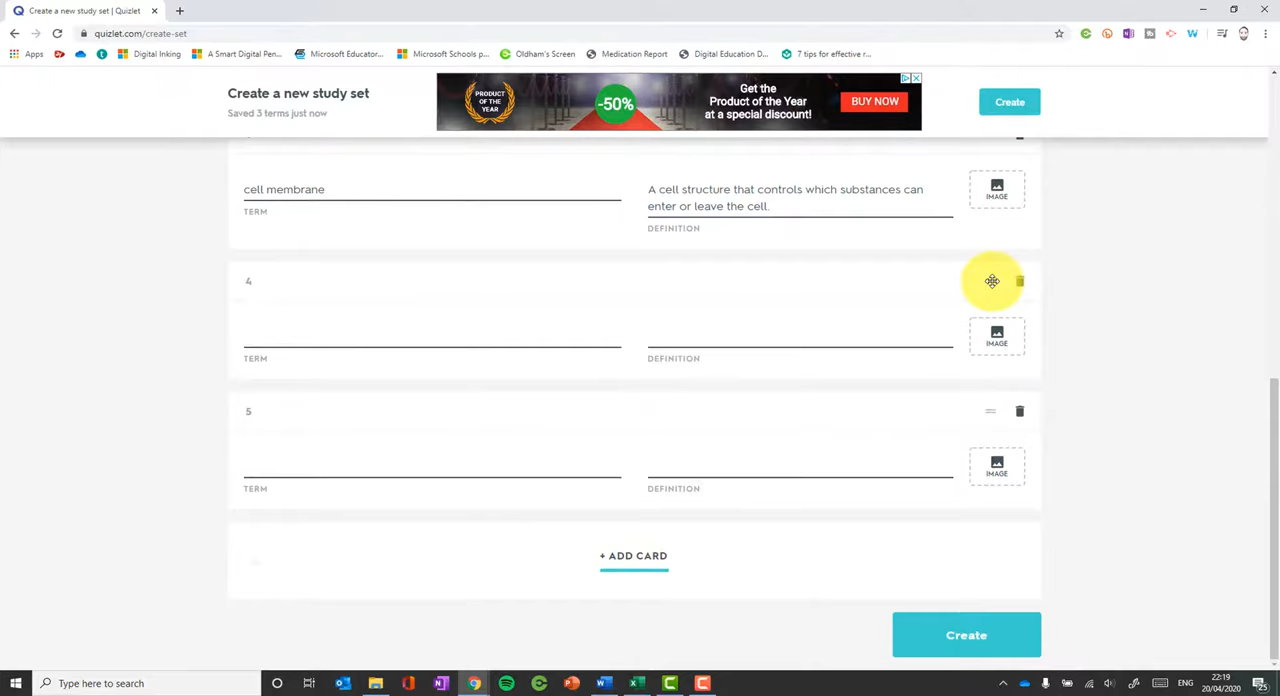 Create a new study set | Quizlet
quizlet.com/create-set
Apps
Digital Inking
A Smart Digital Pen...
Microsoft Educator...
Microsoft Schools p...
Oldham's Screen
Medication Report
Digital Education D...
7 tips for effective r...
Create a new study set
Saved 3 terms just now
PRODUCT OF THE YEAR
-50%
Get the
Product of the Year
at a special discount!
BUY NOW
Create
cell membrane
TERM
A cell structure that controls which substances can
enter or leave the cell.
DEFINITION
IMAGE
4
TERM
DEFINITION
IMAGE
5
TERM
DEFINITION
IMAGE
+ ADD CARD
Create
Type here to search
ENG
22:19
20/04/2020
25